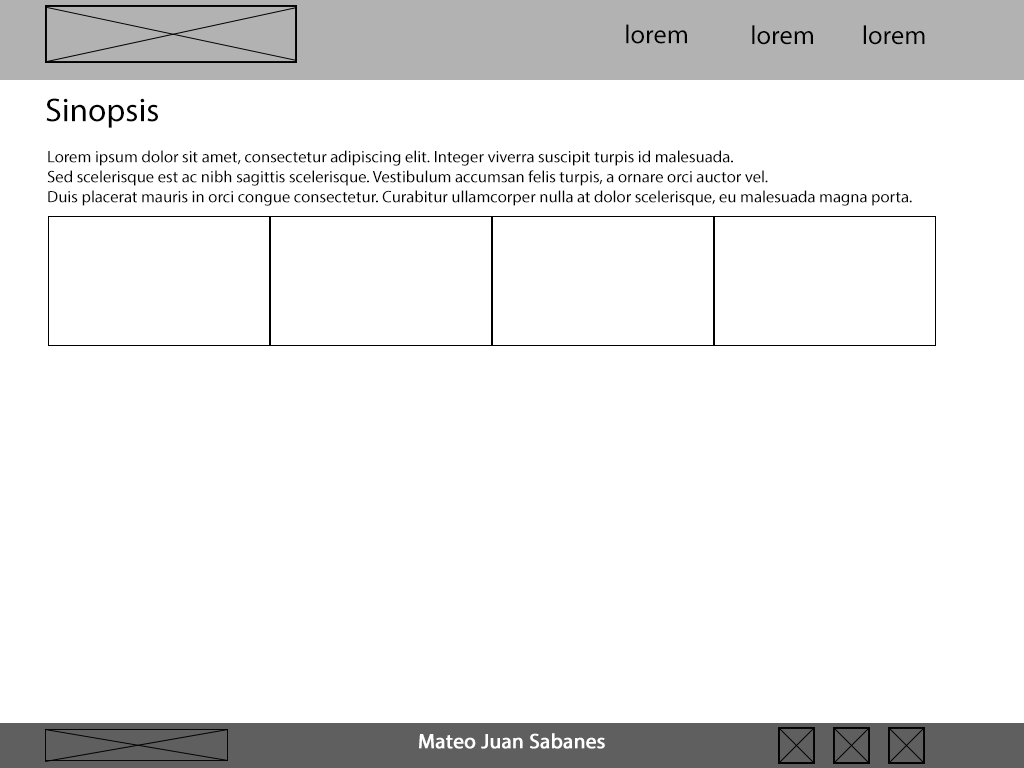 lorem lorem lorem
Sinopsis
Lorem ipsum dolor sit amet, consectetur adipiscing elit. Integer viverra suscipit turpis id malesuada.
Sed scelerisque est ac nibh sagittis scelerisque. Vestibulum accumsan felis turpis, a ornare orci auctor vel.
Duis placerat mauris in orci congue consectetur. Curabitur ullamcorper nulla at dolor scelerisque, eu malesuada magna porta.
Mateo Juan Sabanes